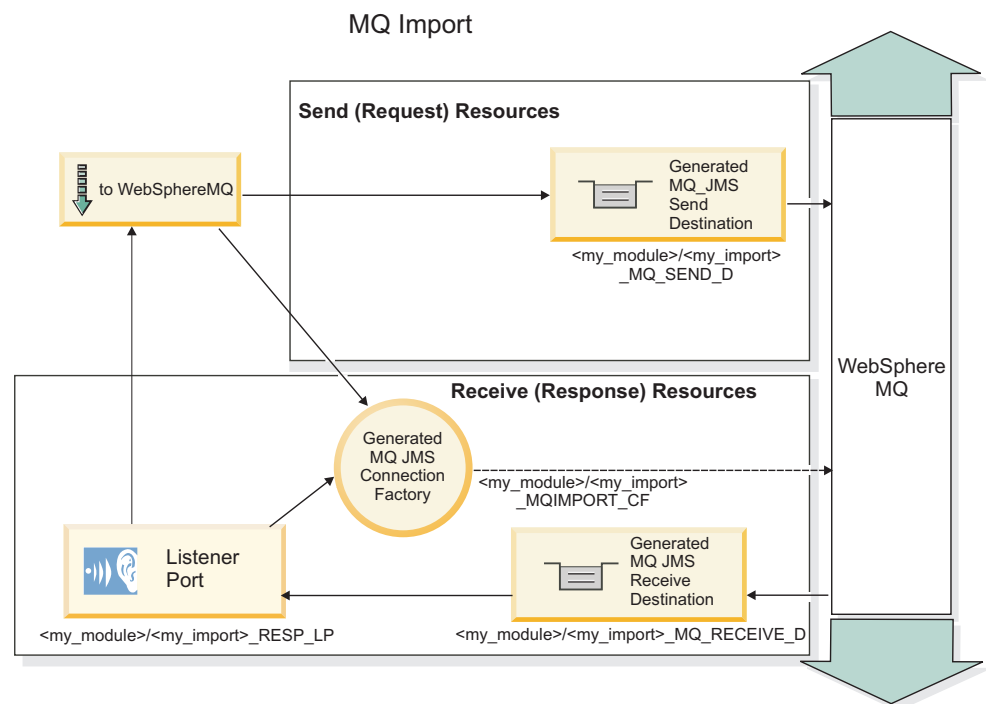 MQ Import
Send (Request) Resources
to WebSphereMQ
Generated
MQ_JMS
Send
Destination
<my_module>/<my_import>
_MQ_SEND_D
WebSphere
MQ
Receive (Response) Resources
Generated
MQ JMS
Connection
Factory
<my_module>/<my_import>
_MQIMPORT_CF
Listener
Port
<my_module>/<my_import>_RESP_LP
Generated
MQ JMS
Receive
Destination
<my_module>/<my_import>_MQ_RECEIVE_D